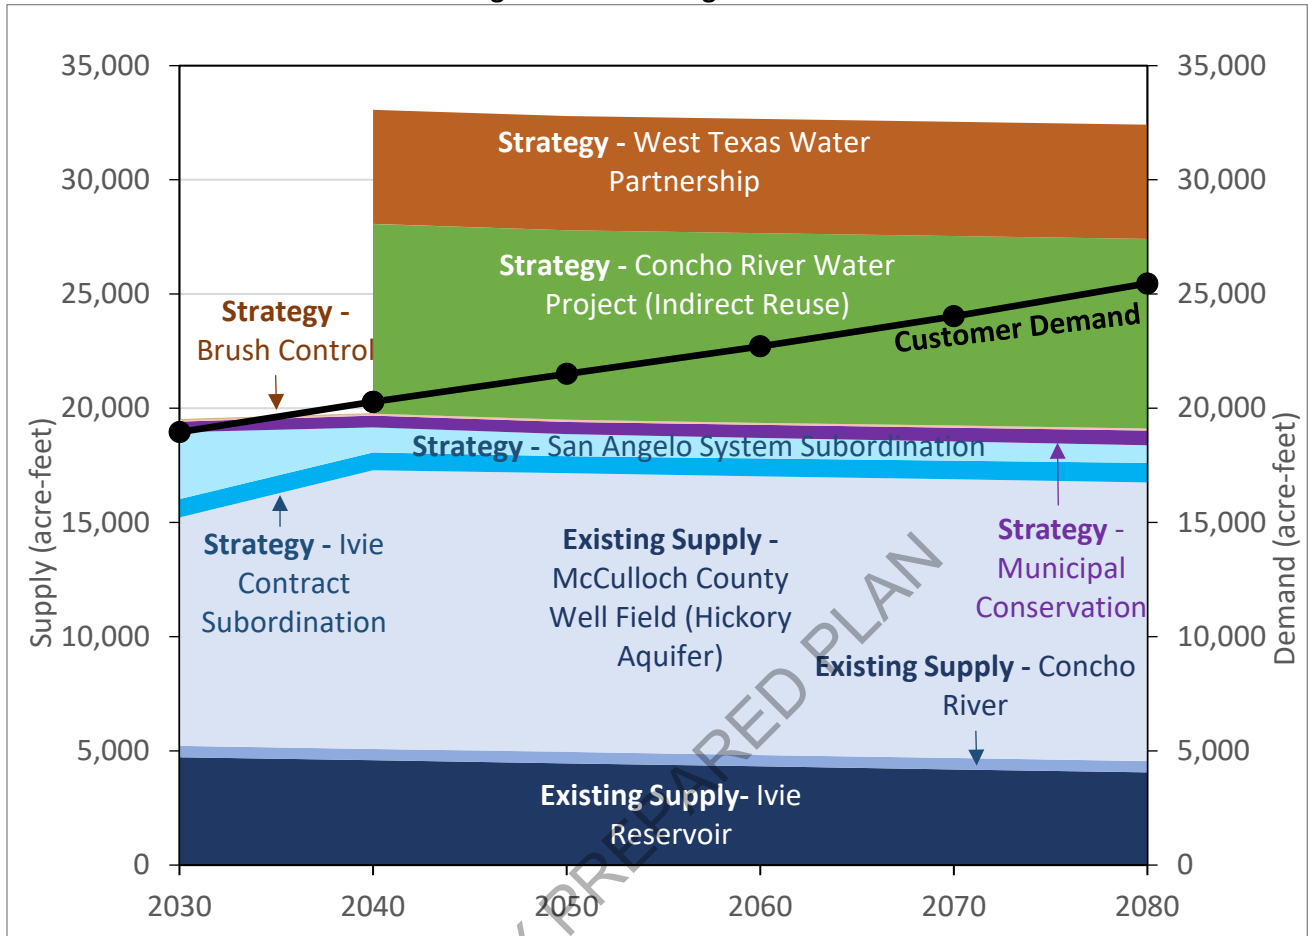 35,000
30,000
25,000
20,000
15,000
10,000
5,000
0
Supply (acre-feet)
35,000
30,000
25,000
20,000
15,000
10,000
5,000
0
Demand (acre-feet)
2030 2040 2050 2060 2070 2080
Strategy - West Texas Water
Partnership
Strategy - Concho River Water
Project (Indirect Reuse)
Strategy -
Brush Control
Customer Demand
Strategy - San Angelo System Subordination
Strategy - Ivie
Contract
Subordination
Existing Supply -
McCulloch County
Well Field (Hickory
Aquifer)
Strategy -
Municipal
Conservation
Existing Supply - Concho
River
Existing Supply- Ivie
Reservoir
PREPARED PLAN